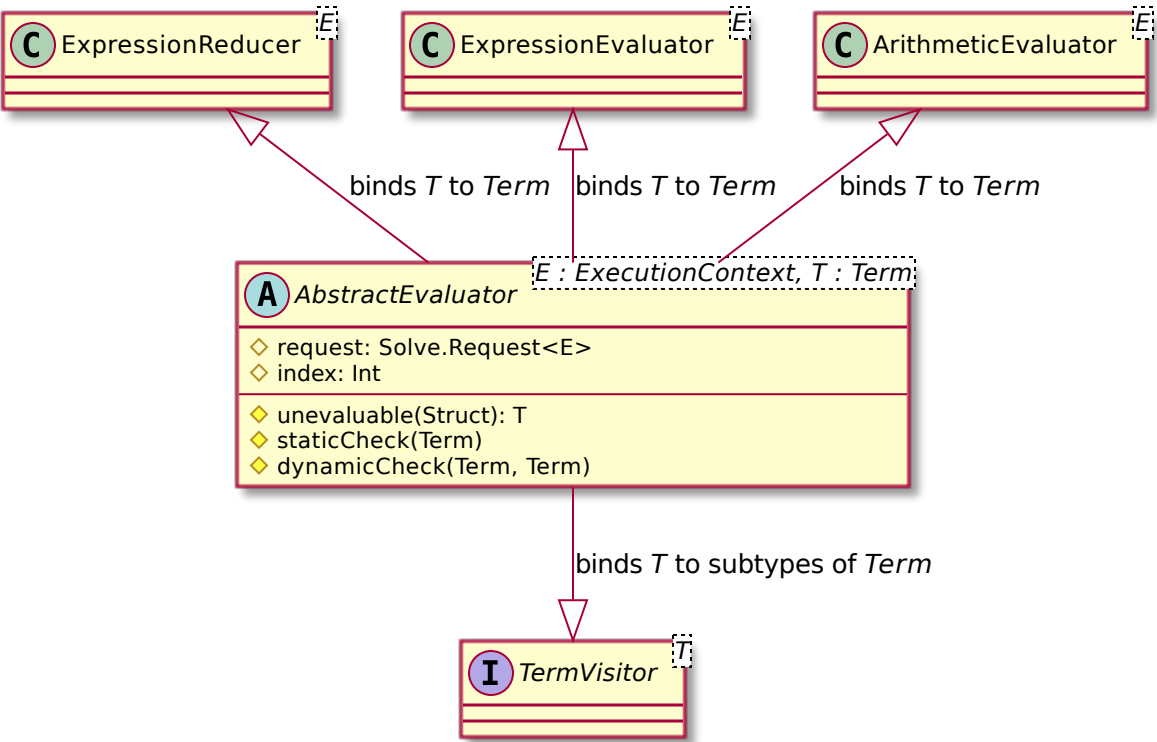 C ExpressionReducer E
C ExpressionEvaluator E
C ArithmeticEvaluator E
binds T to Term
binds T to Term
binds T to Term
E : ExecutionContext, T : Term
A AbstractEvaluator
request: Solve.Request<E>
index: Int
unevaluable(Struct): T
staticCheck(Term)
dynamicCheck(Term, Term)
binds T to subtypes of Term
I TermVisitor T